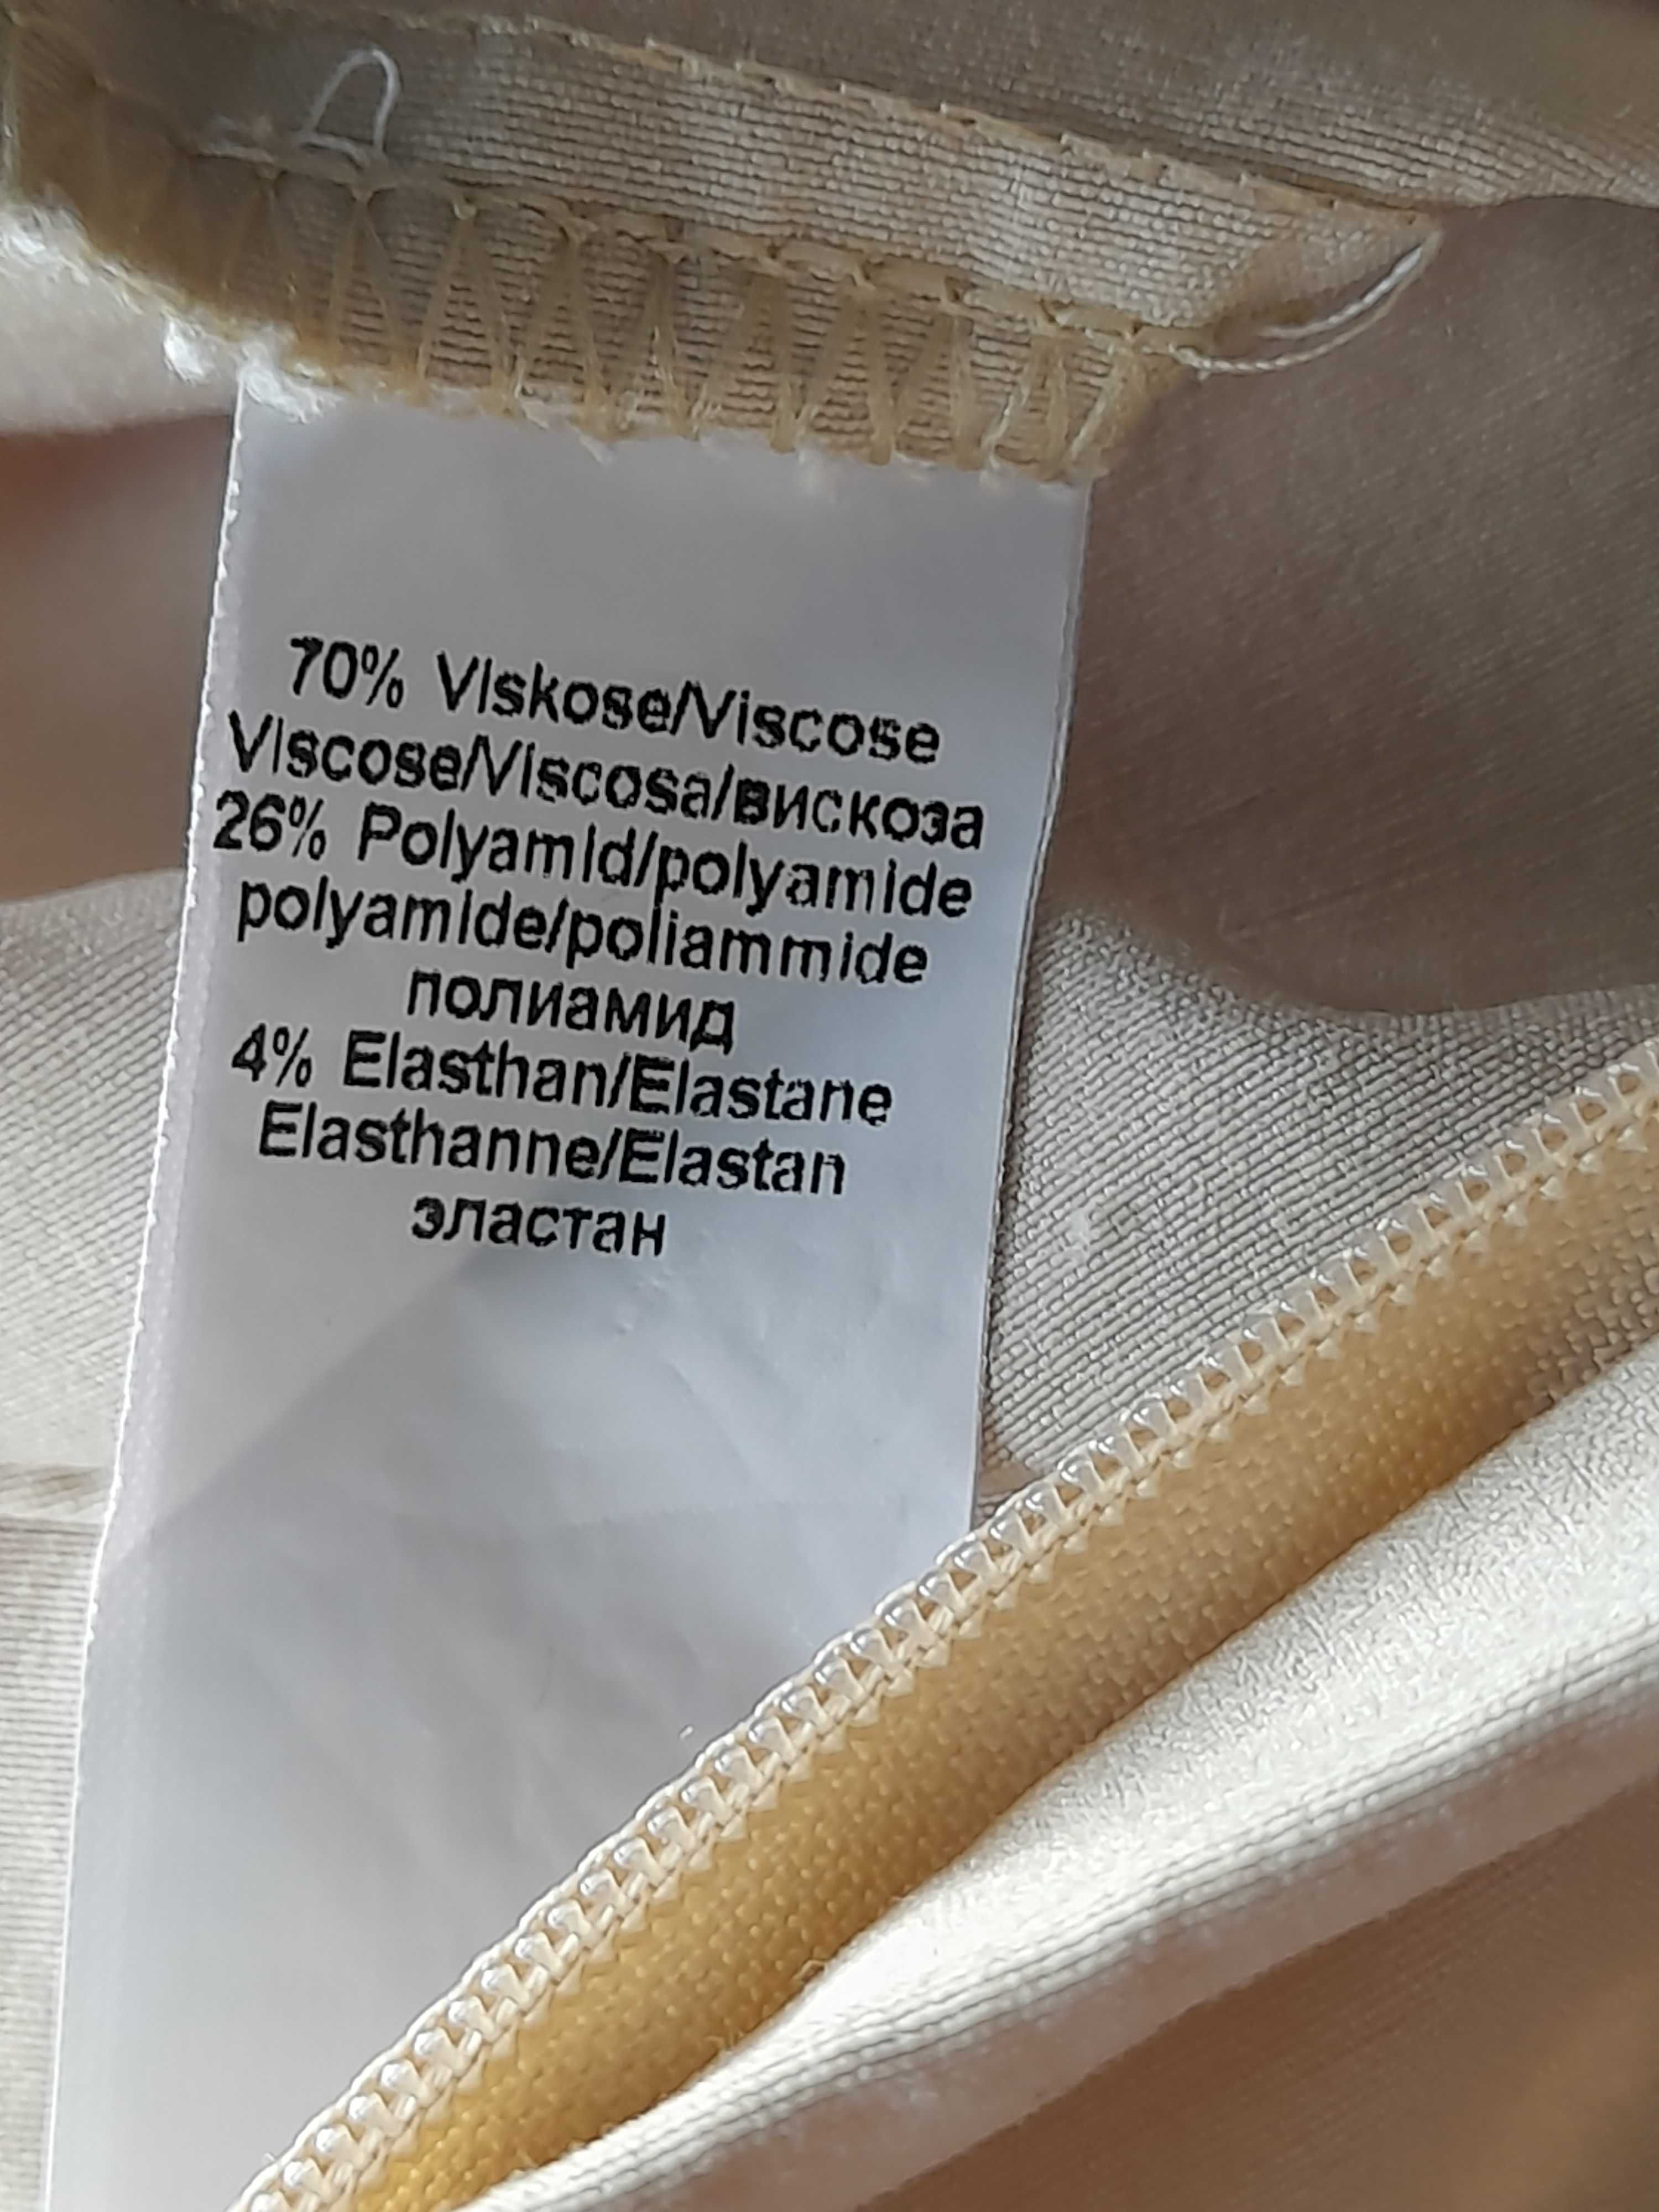 70% Viskose/Viscose
Viscose/Viscosa/вискоза
26% Polyamid/polyamide
polyamide/poliammide
полиамид
4% Elasthan/Elastane
Elasthanne/Elastan
эластан